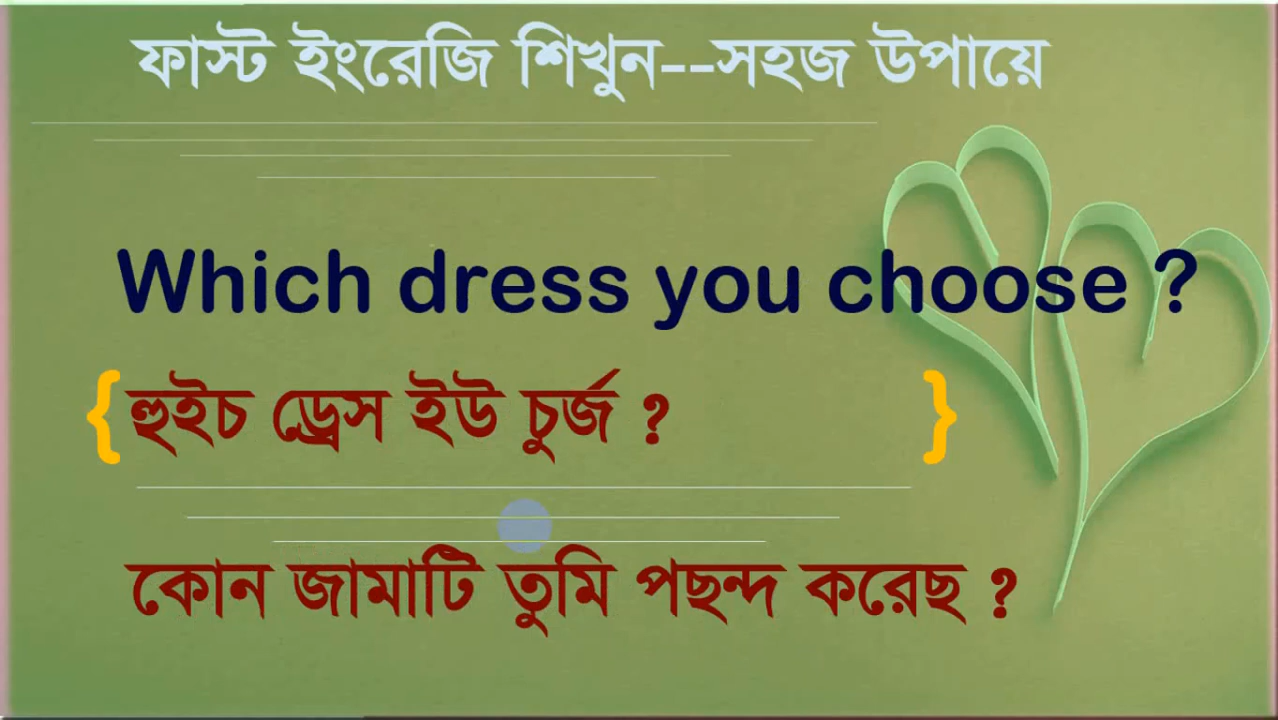 ফাস্ট ইংরেজি শিখুন--সহজ উপায়ে
Which dress you choose ?
{হুইচ ড্রেস ইউ চুর্জ ? }
কোন জামাটি তুমি পছন্দ করেছ ?